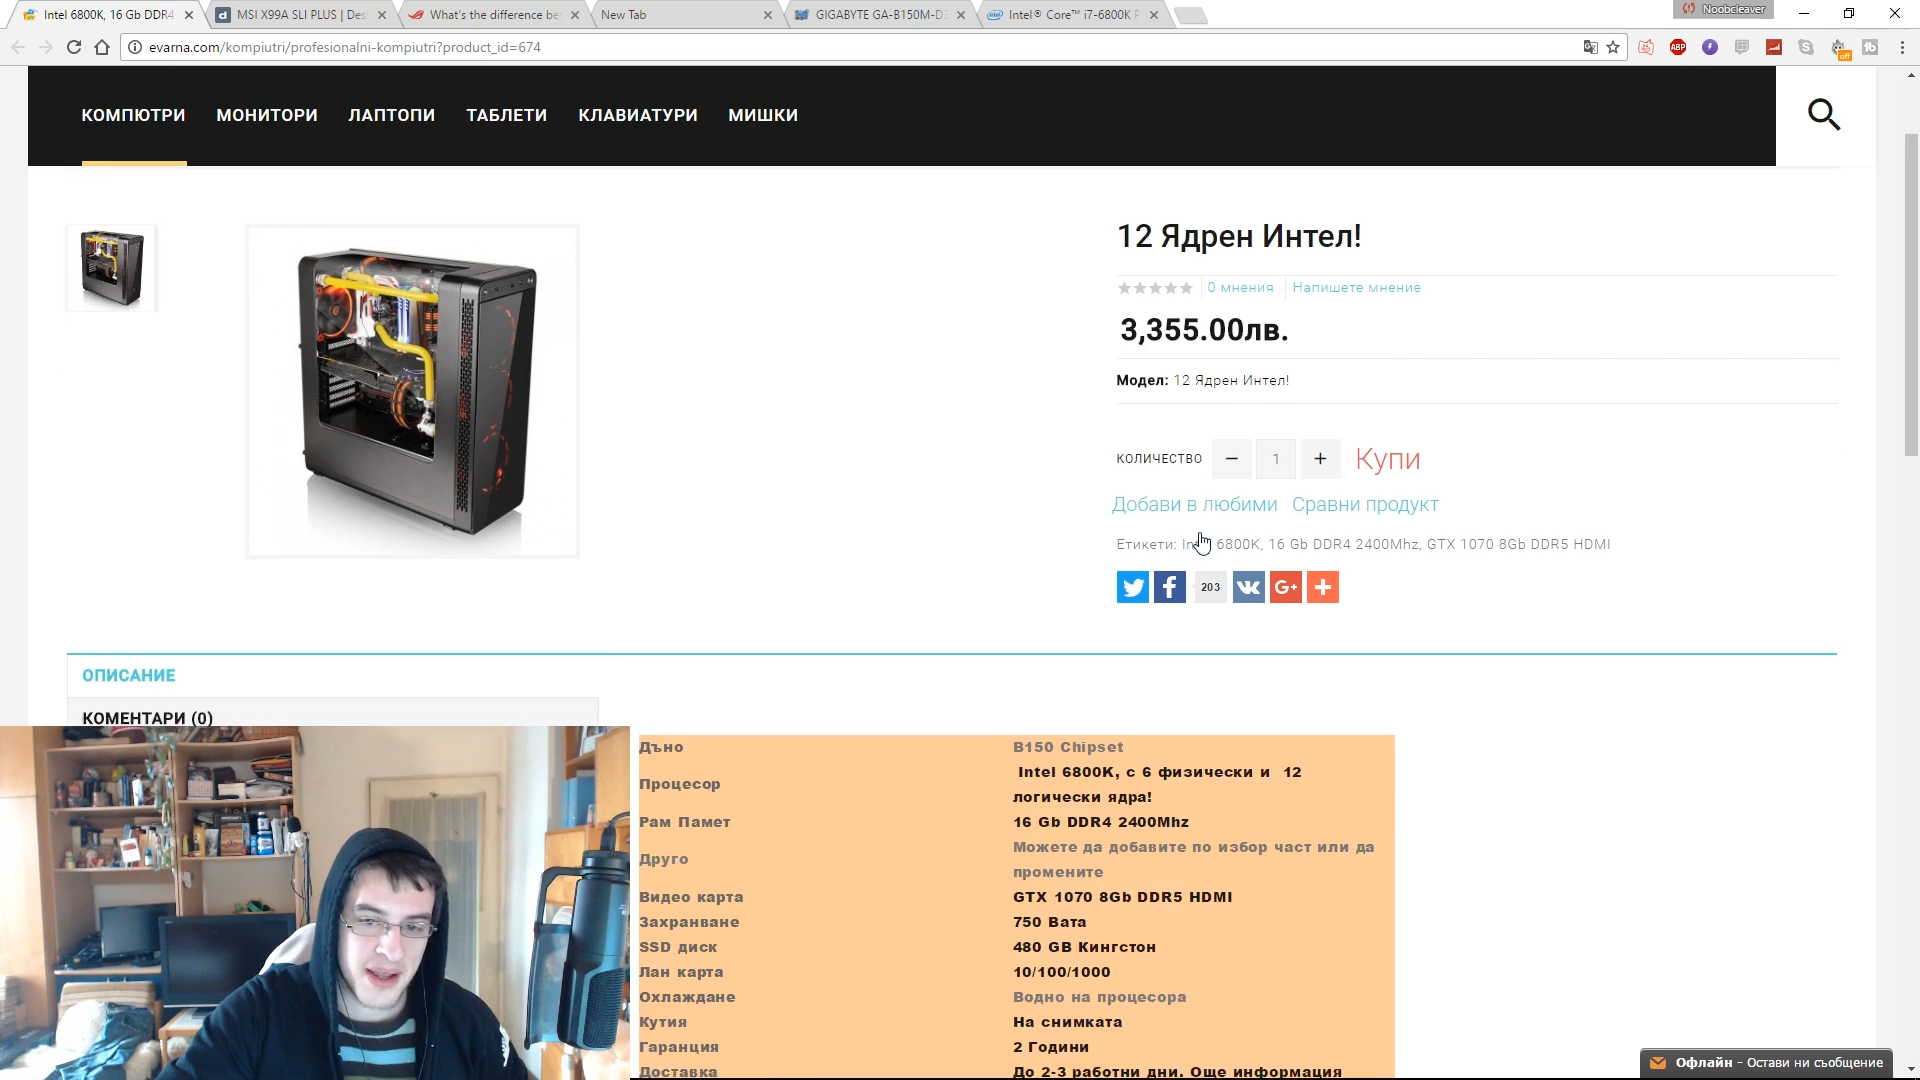 Intel 6800K, 16 Gb DDR4
MSI X99A SLI PLUS | Des
What's the difference be
New Tab
GIGABYTE GA-B150M-D3
Intel® Core™ i7-6800K P
Noobcleaver
evarna.com/kompiutri/profesionalni-kompiutri?product_id=674
КОМПЮТРИ МОНИТОРИ ЛАПТОПИ ТАБЛЕТИ КЛАВИАТУРИ МИШКИ
12 Ядрен Интел!
0 мнения Напишете мнение
3,355.00лв.
Модел: 12 Ядрен Интел!
КОЛИЧЕСТВО − 1 + Купи
Добави в любими Сравни продукт
Етикети: 6800K, 16 Gb DDR4 2400Mhz, GTX 1070 8Gb DDR5 HDMI
203
ОПИСАНИЕ
КОМЕНТАРИ (0)
Дъно B150 Chipset
Процесор Intel 6800K, с 6 физически и 12
логически ядра!
Рам Памет 16 Gb DDR4 2400Mhz
Друго Можете да добавите по избор част или да
промените
Видео карта GTX 1070 8Gb DDR5 HDMI
Захранване 750 Вата
SSD диск 480 GB Кингстон
Лан карта 10/100/1000
Охлаждане Водно на процесора
Кутия На снимката
Гаранция 2 Години
Доставка До 2-3 работни дни. Още информация
Офлайн - Остави ни съобщение